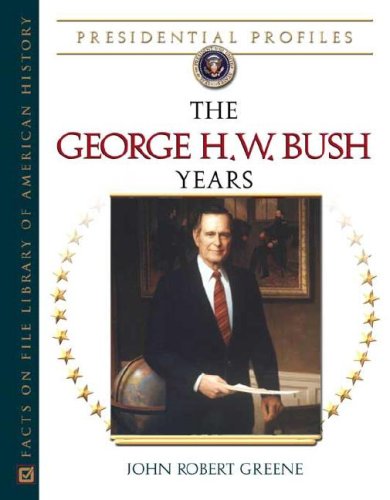 PRESIDENTIAL PROFILES
THE
GEORGE H.W. BUSH
YEARS
JOHN ROBERT GREENE
FACTS ON FILE LIBRARY OF AMERICAN HISTORY